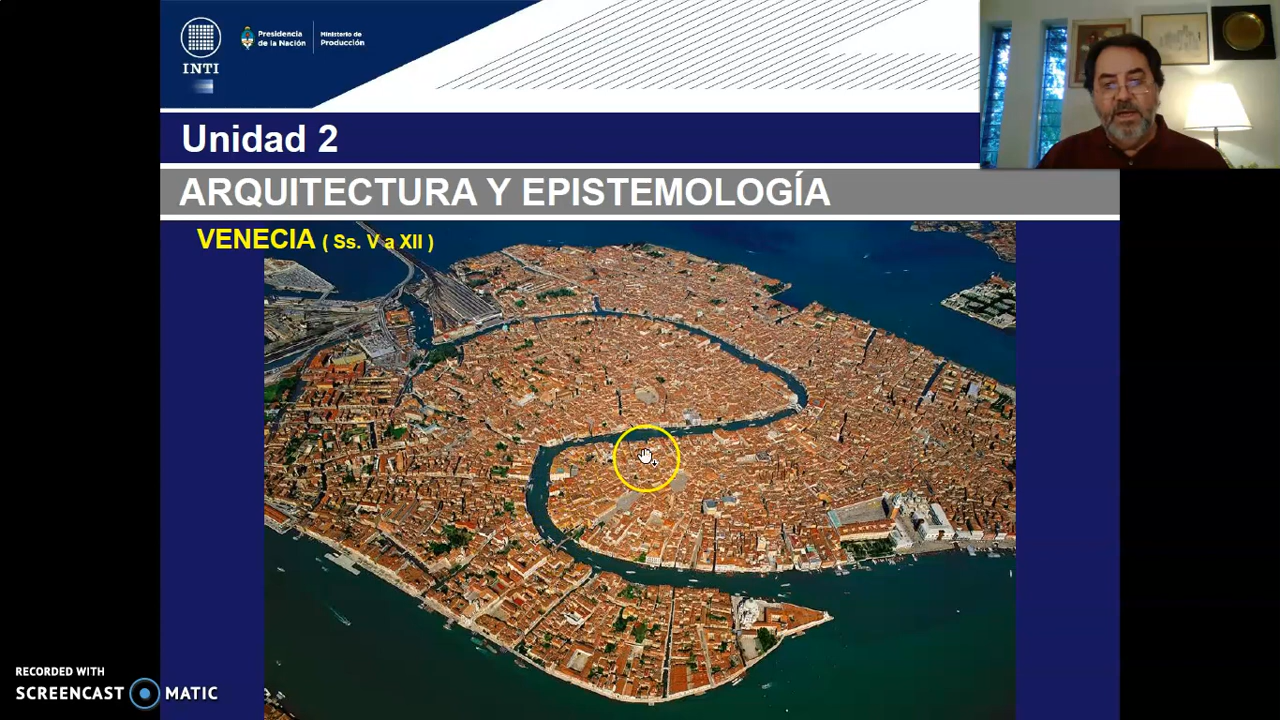 INTI
Presidencia
de la Nación
Ministerio de
Producción
Unidad 2
ARQUITECTURA Y EPISTEMOLOGÍA
VENECIA ( Ss. V a XII )
RECORDED WITH
SCREENCAST MATIC